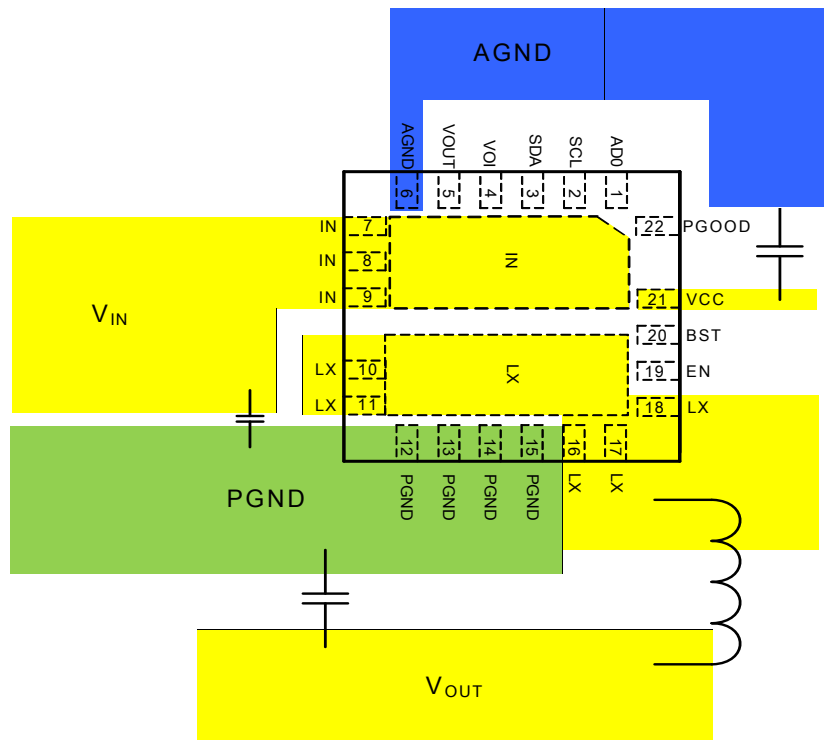 AGND
AGND
VOUT
VOI
SDA
SCL
AD0
6
5
4
3
2
1
IN 7
22 PGOOD
IN 8
IN
IN 9
21 VCC
VIN
20 BST
LX 10
LX
19 EN
LX 11
18 LX
12
13
14
15
16
17
PGND
PGND
PGND
PGND
LX
LX
PGND
VOUT